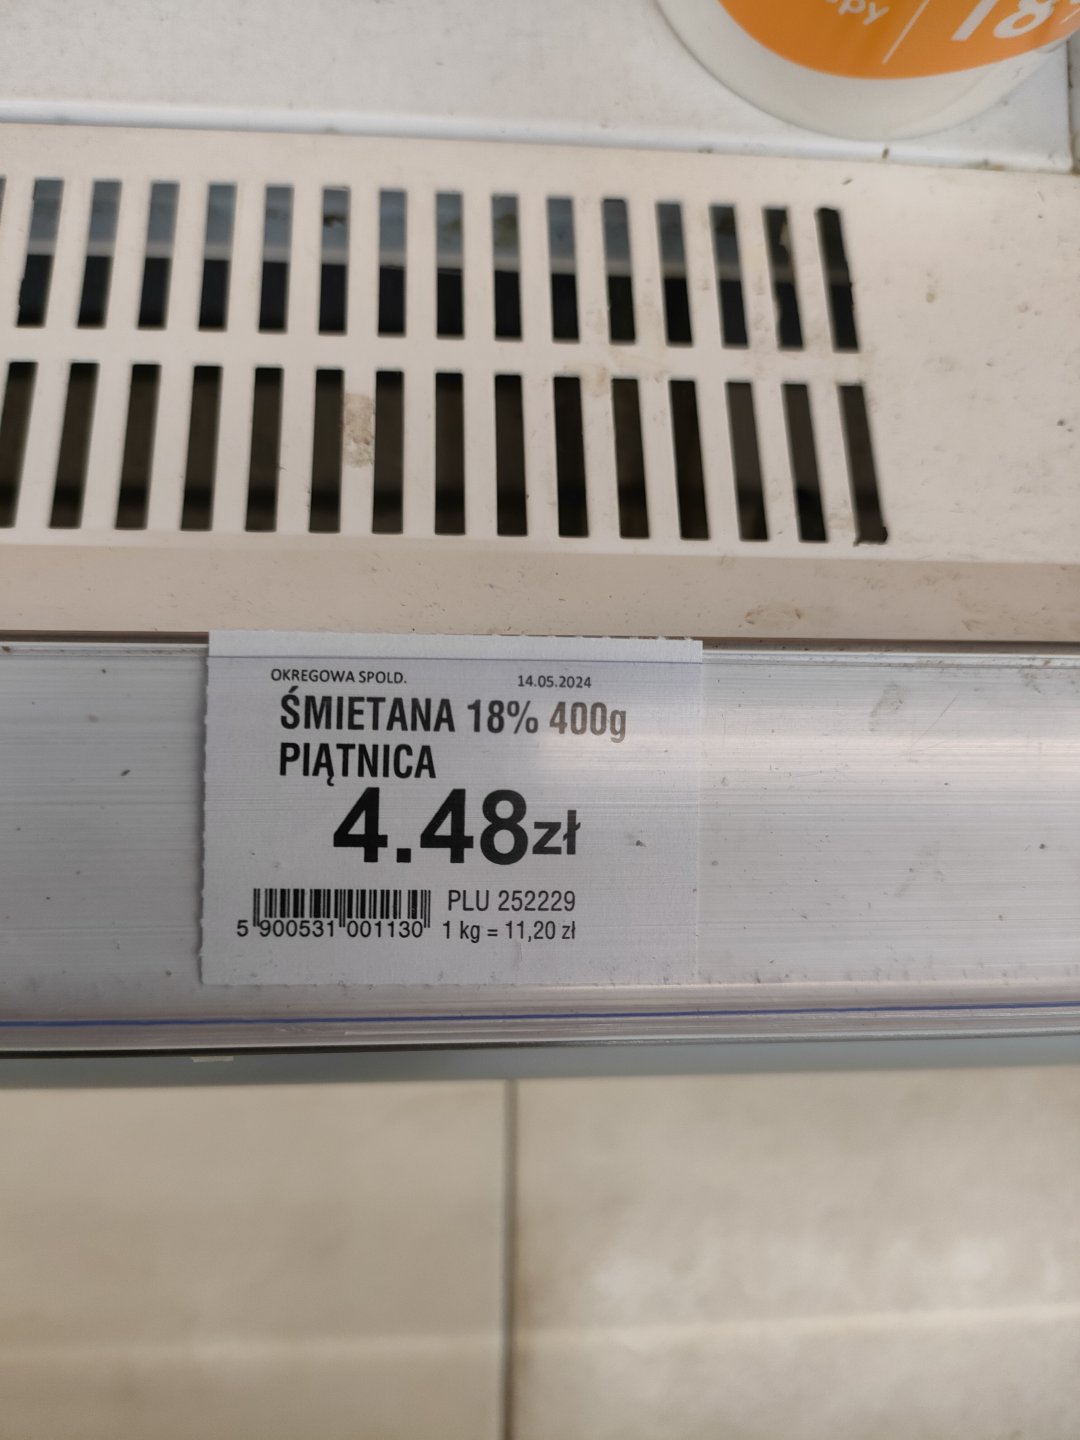 18%
OKREGOWA SPOLD. 14.05.2024
ŚMIETANA 18% 400g
PIĄTNICA
4.48zł
PLU 252229
5 900531 001130 1 kg = 11,20 zł